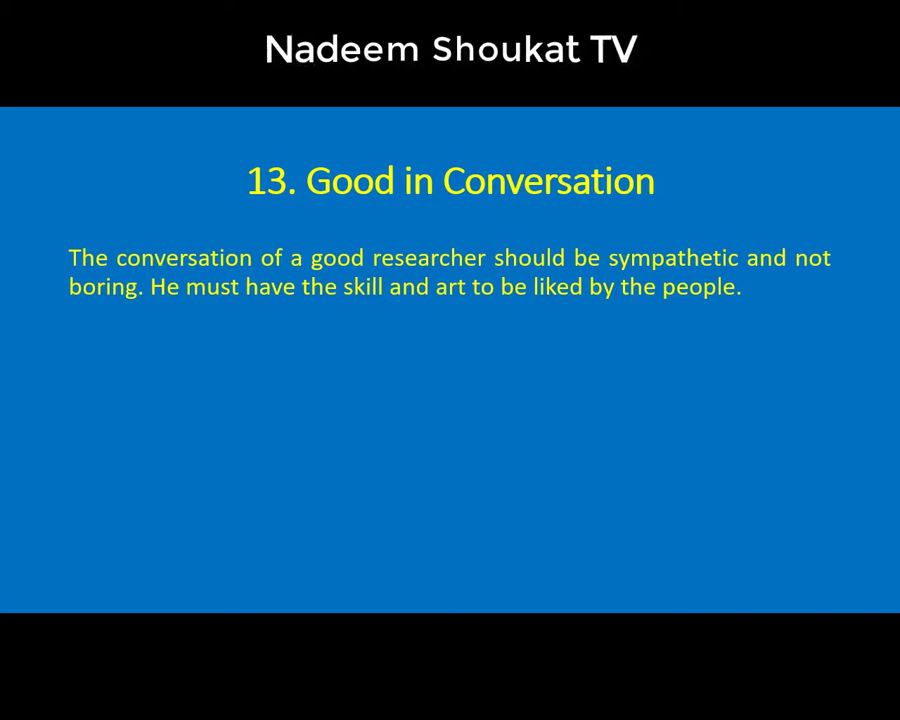 Nadeem Shoukat TV
13. Good in Conversation
The conversation of a good researcher should be sympathetic and not
boring. He must have the skill and art to be liked by the people.